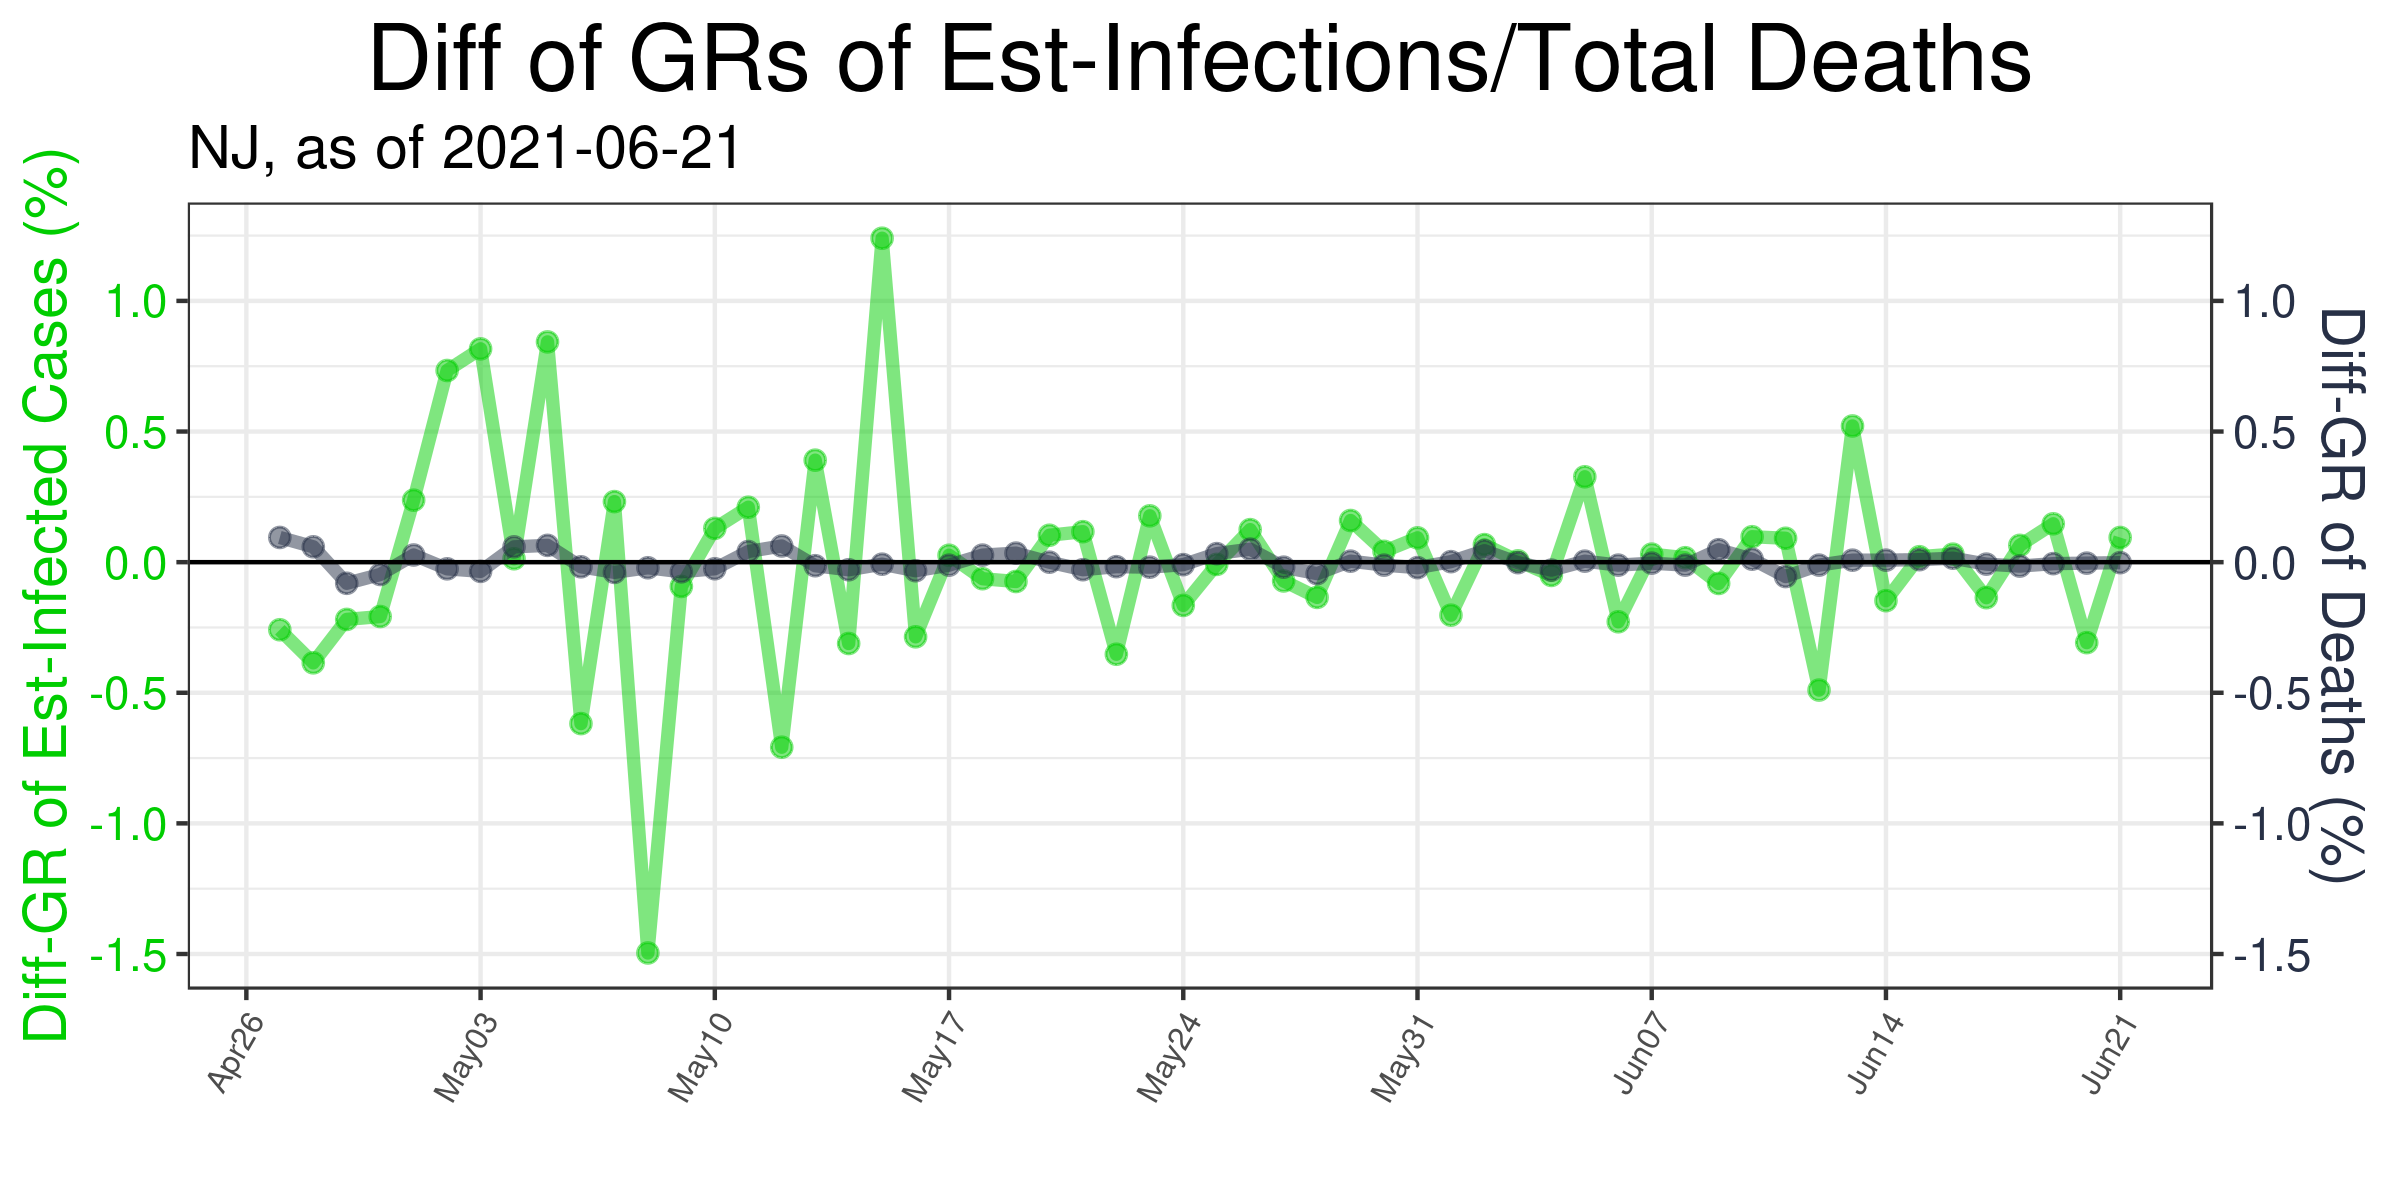 Diff of GRs of Est-Infections/Total Deaths
NJ, as of 2021-06-21
Diff-GR of Est-Infected Cases (%)
1.0
0.5
0.0
-0.5
-1.0
-1.5
1.0
0.5
0.0
-0.5
-1.0
-1.5
Diff-GR of Deaths (%)
Apr26
May03
May10
May17
May24
May31
Jun07
Jun14
Jun21